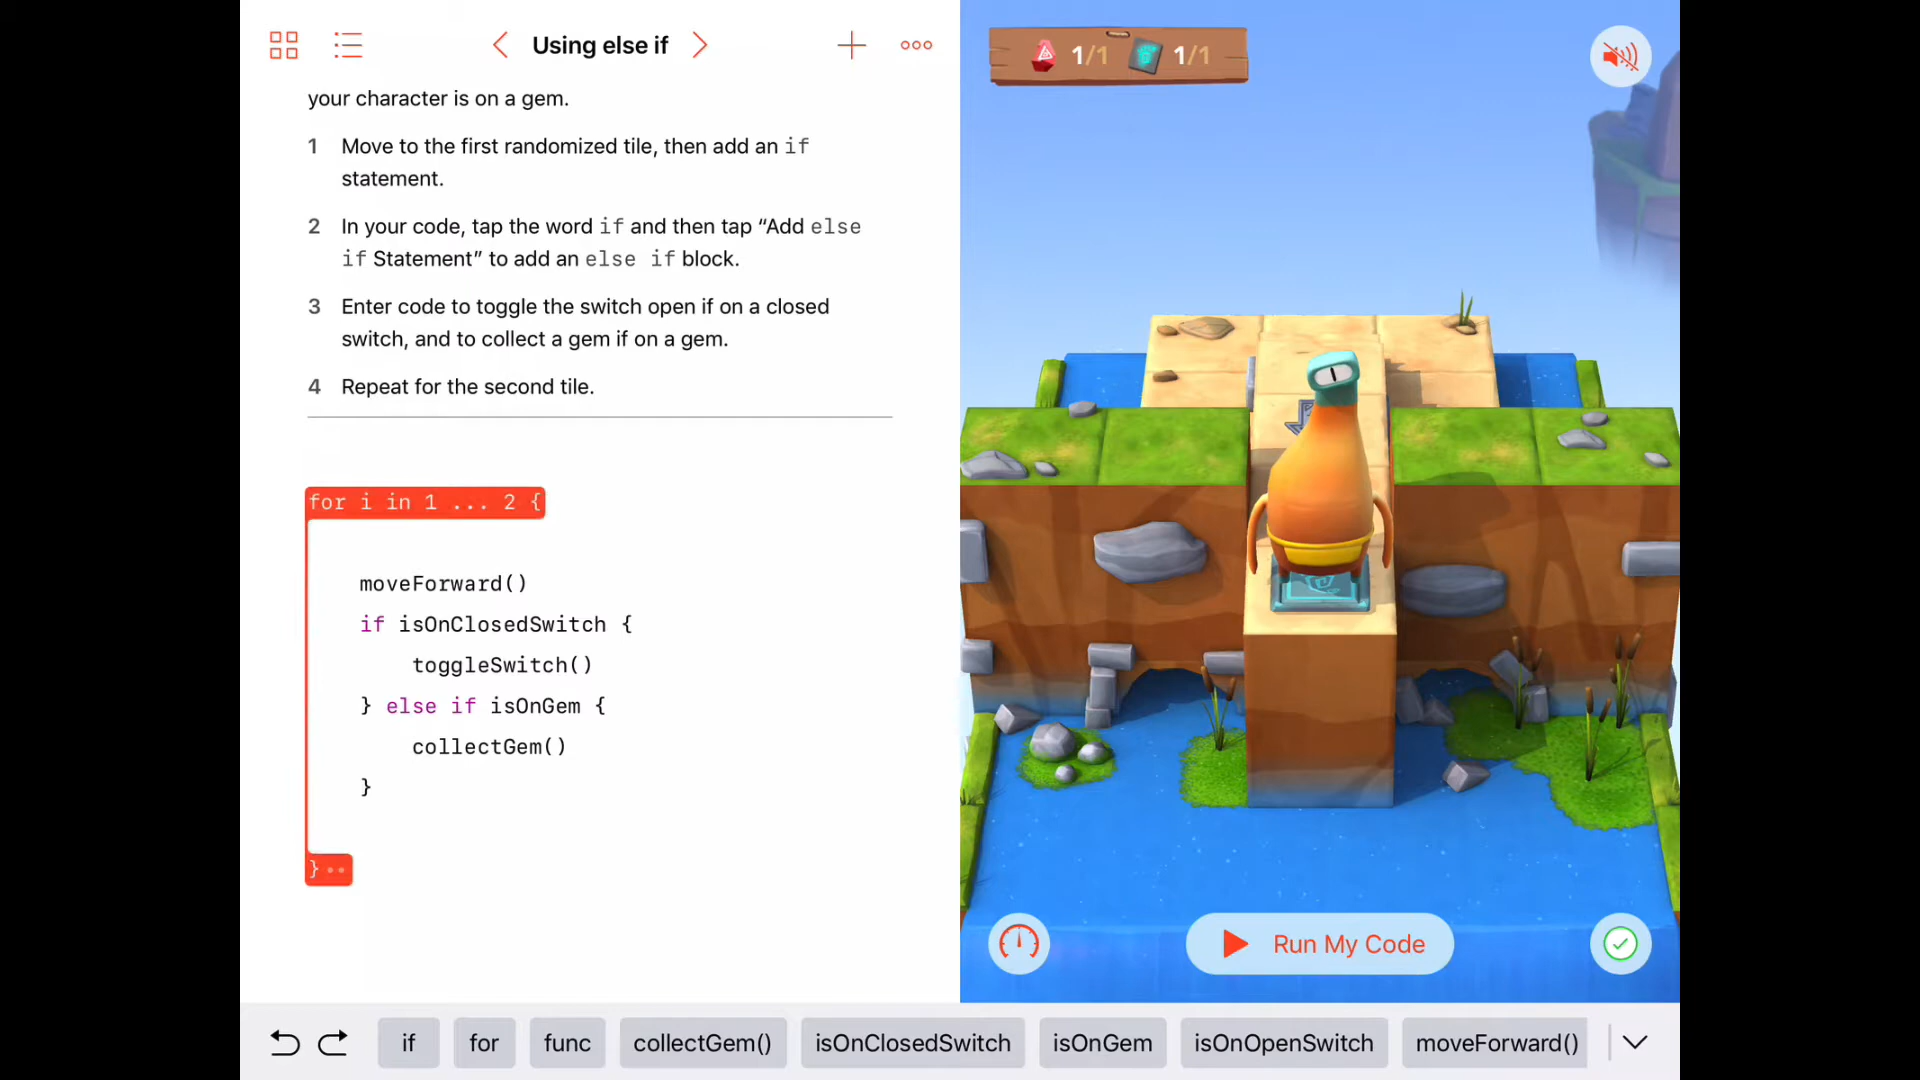 Using else if
your character is on a gem.
1 Move to the first randomized tile, then add an if
statement.
2 In your code, tap the word if and then tap “Add else
if Statement” to add an else if block.
3 Enter code to toggle the switch open if on a closed
switch, and to collect a gem if on a gem.
4 Repeat for the second tile.
for i in 1 ... 2 {
moveForward()
if isOnClosedSwitch {
toggleSwitch()
} else if isOnGem {
collectGem()
}
}
1/1 1/1
Run My Code
if for func collectGem() isOnClosedSwitch isOnGem isOnOpenSwitch moveForward()